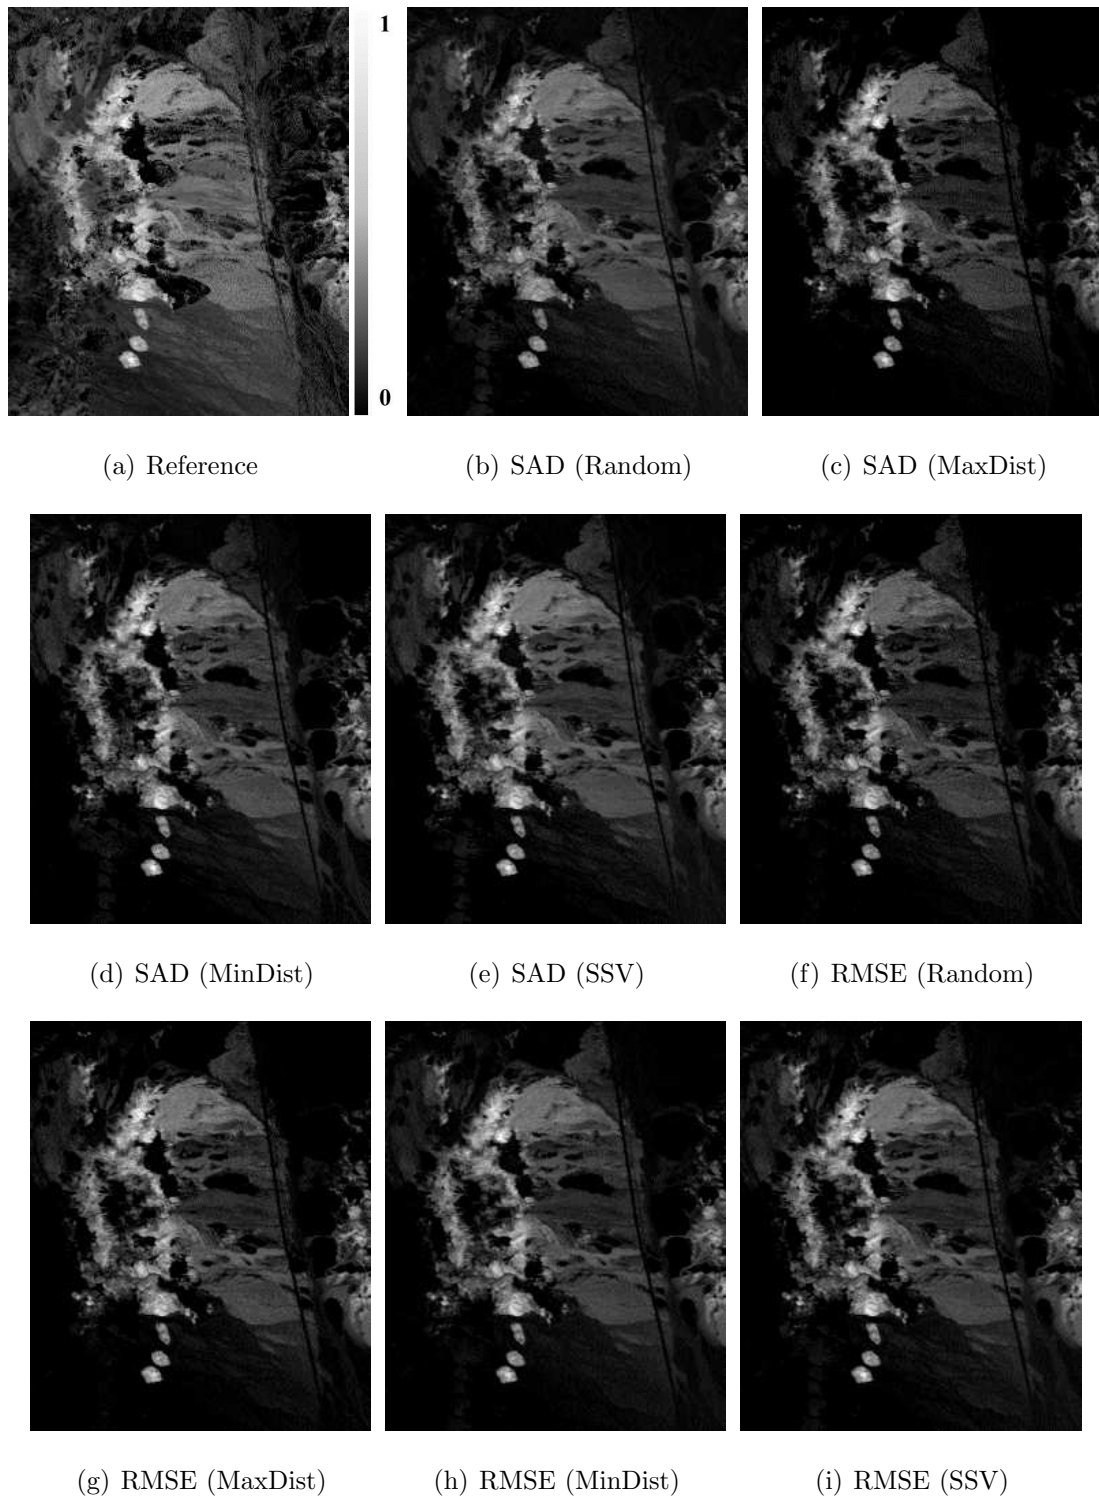 1
0
(a) Reference
(b) SAD (Random)
(c) SAD (MaxDist)
(d) SAD (MinDist)
(e) SAD (SSV)
(f) RMSE (Random)
(g) RMSE (MaxDist)
(h) RMSE (MinDist)
(i) RMSE (SSV)